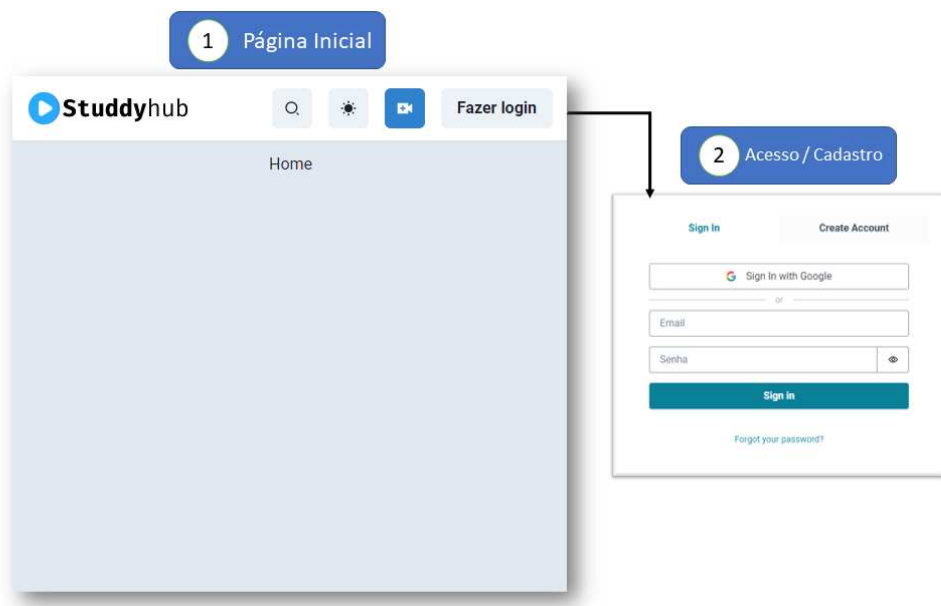 1 Página Inicial
Studdyhub
Fazer login
Home
2 Acesso / Cadastro
Sign In
Create Account
Sign In with Google
or
Email
Senha
Sign in
Forgot your password?